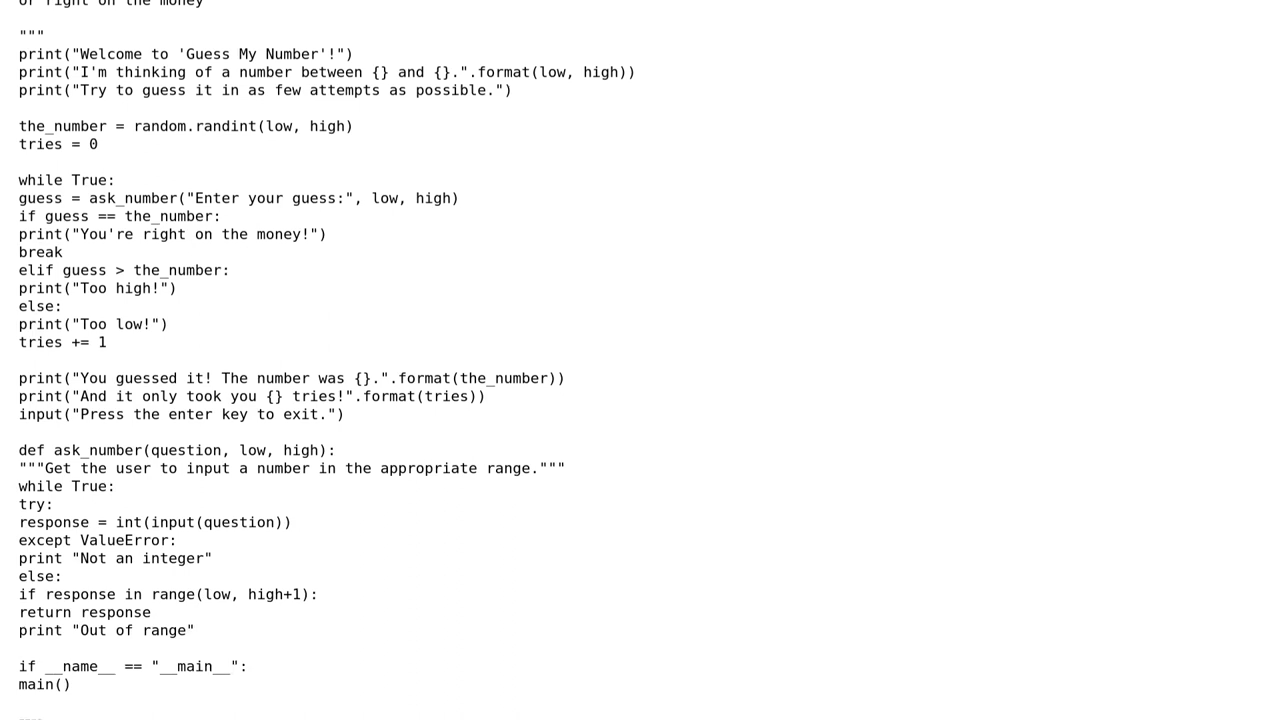 or right on the money
"""
print("Welcome to 'Guess My Number'!")
print("I'm thinking of a number between {} and {}.".format(low, high))
print("Try to guess it in as few attempts as possible.")
the_number = random.randint(low, high)
tries = 0
while True:
guess = ask_number("Enter your guess:", low, high)
if guess == the_number:
print("You're right on the money!")
break
elif guess > the_number:
print("Too high!")
else:
print("Too low!")
tries += 1
print("You guessed it! The number was {}.".format(the_number))
print("And it only took you {} tries!".format(tries))
input("Press the enter key to exit.")
def ask_number(question, low, high):
"""Get the user to input a number in the appropriate range."""
while True:
try:
response = int(input(question))
except ValueError:
print "Not an integer"
else:
if response in range(low, high+1):
return response
print "Out of range"
if __name__ == "__main__":
main()